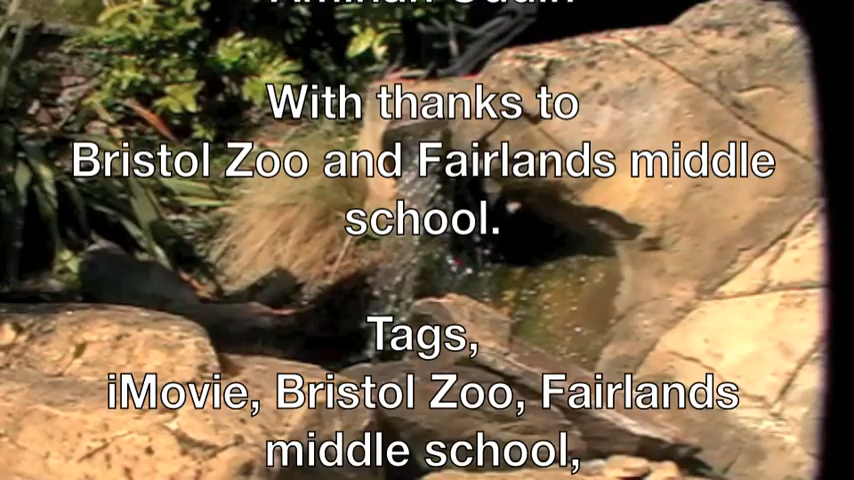 With thanks to
Bristol Zoo and Fairlands middle
school.
Tags,
iMovie, Bristol Zoo, Fairlands
middle school,